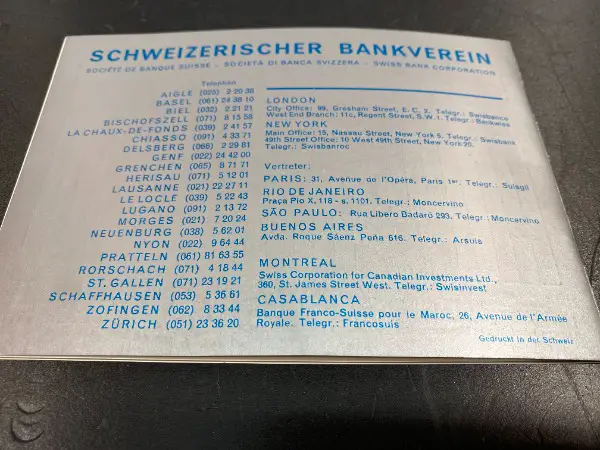 SCHWEIZERISCHER BANKVEREIN
SOCIÉTÉ DE BANQUE SUISSE - SOCIETÀ DI BANCA SVIZZERA - SWISS BANK CORPORATION
Telephon
AIGLE (025) 2 20 38
BASEL (061) 24 38 10
BIEL (032) 2 21 21
BISCHOFSZELL (071) 8 15 58
LA CHAUX-DE-FONDS (039) 2 41 57
CHIASSO (091) 4 33 71
DELSBERG (066) 2 29 81
GENF (022) 24 42 00
GRENCHEN (065) 8 71 71
HERISAU (071) 5 12 01
LAUSANNE (021) 22 27 11
LE LOCLE (039) 5 22 43
LUGANO (091) 2 13 72
MORGES (021) 7 20 24
NEUENBURG (038) 5 62 01
NYON (022) 9 64 44
PRATTELN (061) 81 63 55
RORSCHACH (071) 4 18 44
ST. GALLEN (071) 23 19 21
SCHAFFHAUSEN (053) 5 36 61
ZOFINGEN (062) 8 33 44
ZÜRICH (051) 23 36 20
LONDON
City Office: 99, Gresham Street, E. C. 2. Telegr.: Swisbanco
West End Branch: 11c, Regent Street, S.W. 1. Telegr.: Bankwiss
NEW YORK
Main Office: 15, Nassau Street, New York 5. Telegr.: Swisbana
49th Street Office: 10 West 49th Street, New York 20.
Telegr.: Swisbanroc
Vertreter:
PARIS: 31, Avenue de l'Opéra, Paris 1er, Telegr.: Suisgil
RIO DE JANEIRO
Praça Pio X, 118 - s. 1101. Telegr.: Moncervino
SÃO PAULO: Rua Libero Badaró 293. Telegr.: Moncervino
BUENOS AIRES
Avda. Roque Sáenz Peña 616. Telegr.: Arsuis
MONTREAL
Swiss Corporation for Canadian Investments Ltd.,
360, St. James Street West. Telegr.: Swisinvest
CASABLANCA
Banque Franco-Suisse pour le Maroc, 26, Avenue de l'Armée
Royale. Telegr.: Francosuis
Gedruckt in der Schweiz